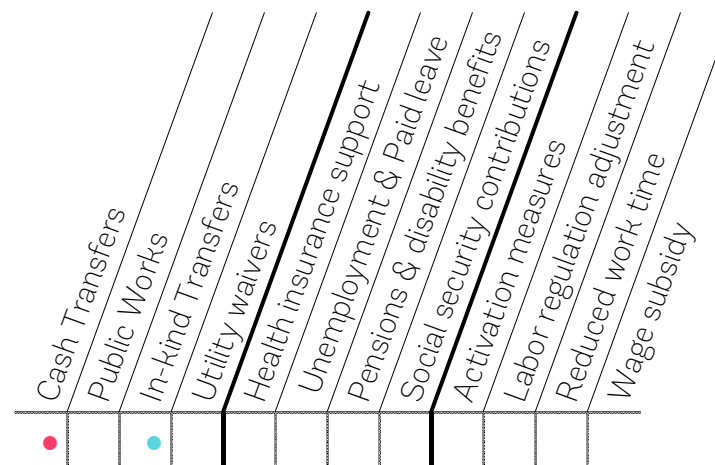 Cash Transfers
Public Works
In-kind Transfers
Utility waivers
Health insurance support
Unemployment & Paid leave
Pensions & disability benefits
Social security contributions
Activation measures
Labor regulation adjustment
Reduced work time
Wage subsidy